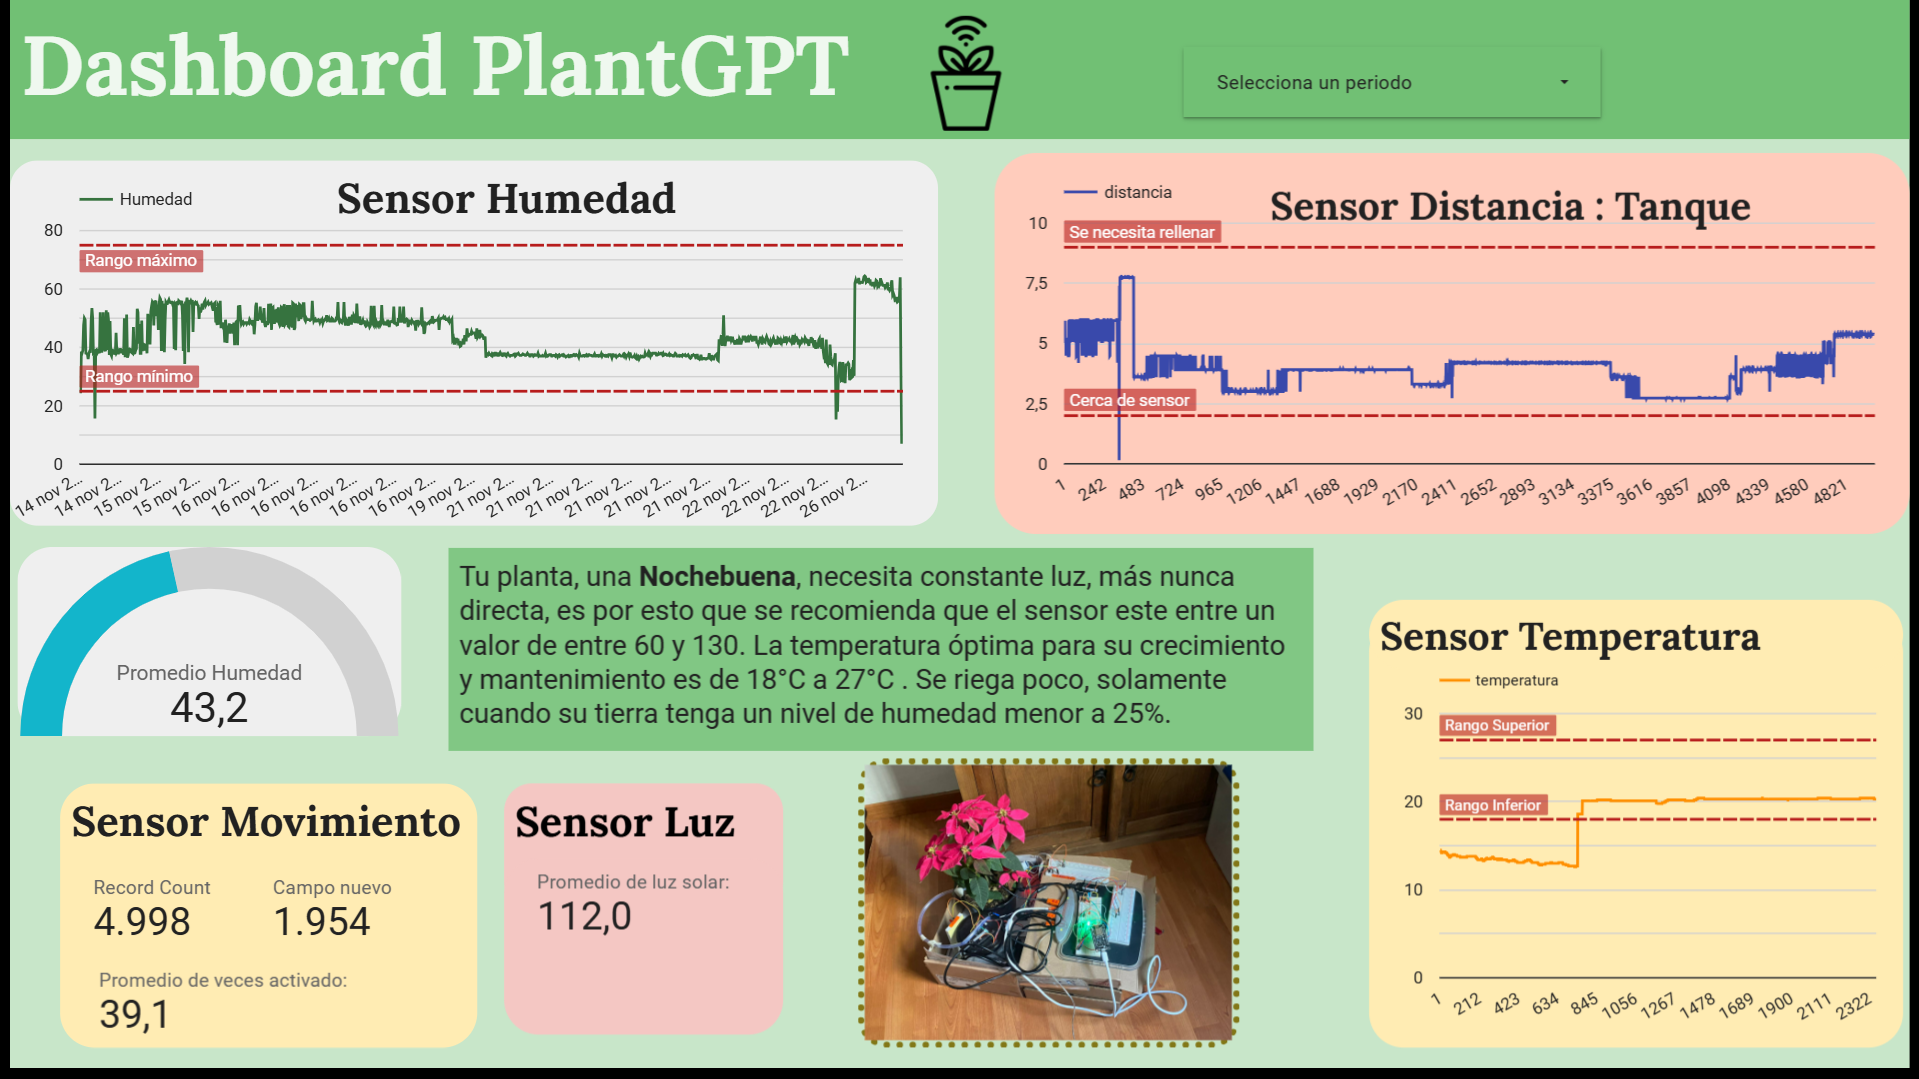 Dashboard PlantGPT
Selecciona un periodo
Humedad
Sensor Humedad
80
60
40
20
0
Rango máximo
Rango mínimo
14 nov 2...
14 nov 2...
15 nov 2...
15 nov 2...
16 nov 2...
16 nov 2...
16 nov 2...
16 nov 2...
16 nov 2...
16 nov 2...
19 nov 2...
21 nov 2...
21 nov 2...
21 nov 2...
21 nov 2...
21 nov 2...
21 nov 2...
22 nov 2...
22 nov 2...
22 nov 2...
26 nov 2...
distancia
Sensor Distancia : Tanque
10
7,5
5
2,5
0
Se necesita rellenar
Cerca de sensor
1
242
483
724
965
1206
1447
1688
1929
2170
2411
2652
2893
3134
3375
3616
3857
4098
4339
4580
4821
Promedio Humedad
43,2
Tu planta, una Nochebuena, necesita constante luz, más nunca
directa, es por esto que se recomienda que el sensor este entre un
valor de entre 60 y 130. La temperatura óptima para su crecimiento
y mantenimiento es de 18°C a 27°C . Se riega poco, solamente
cuando su tierra tenga un nivel de humedad menor a 25%.
Sensor Temperatura
temperatura
30
20
10
0
Rango Superior
Rango Inferior
1
212
423
634
845
1056
1267
1478
1689
1900
2111
2322
Sensor Movimiento
Record Count
4.998
Campo nuevo
1.954
Promedio de veces activado:
39,1
Sensor Luz
Promedio de luz solar:
112,0